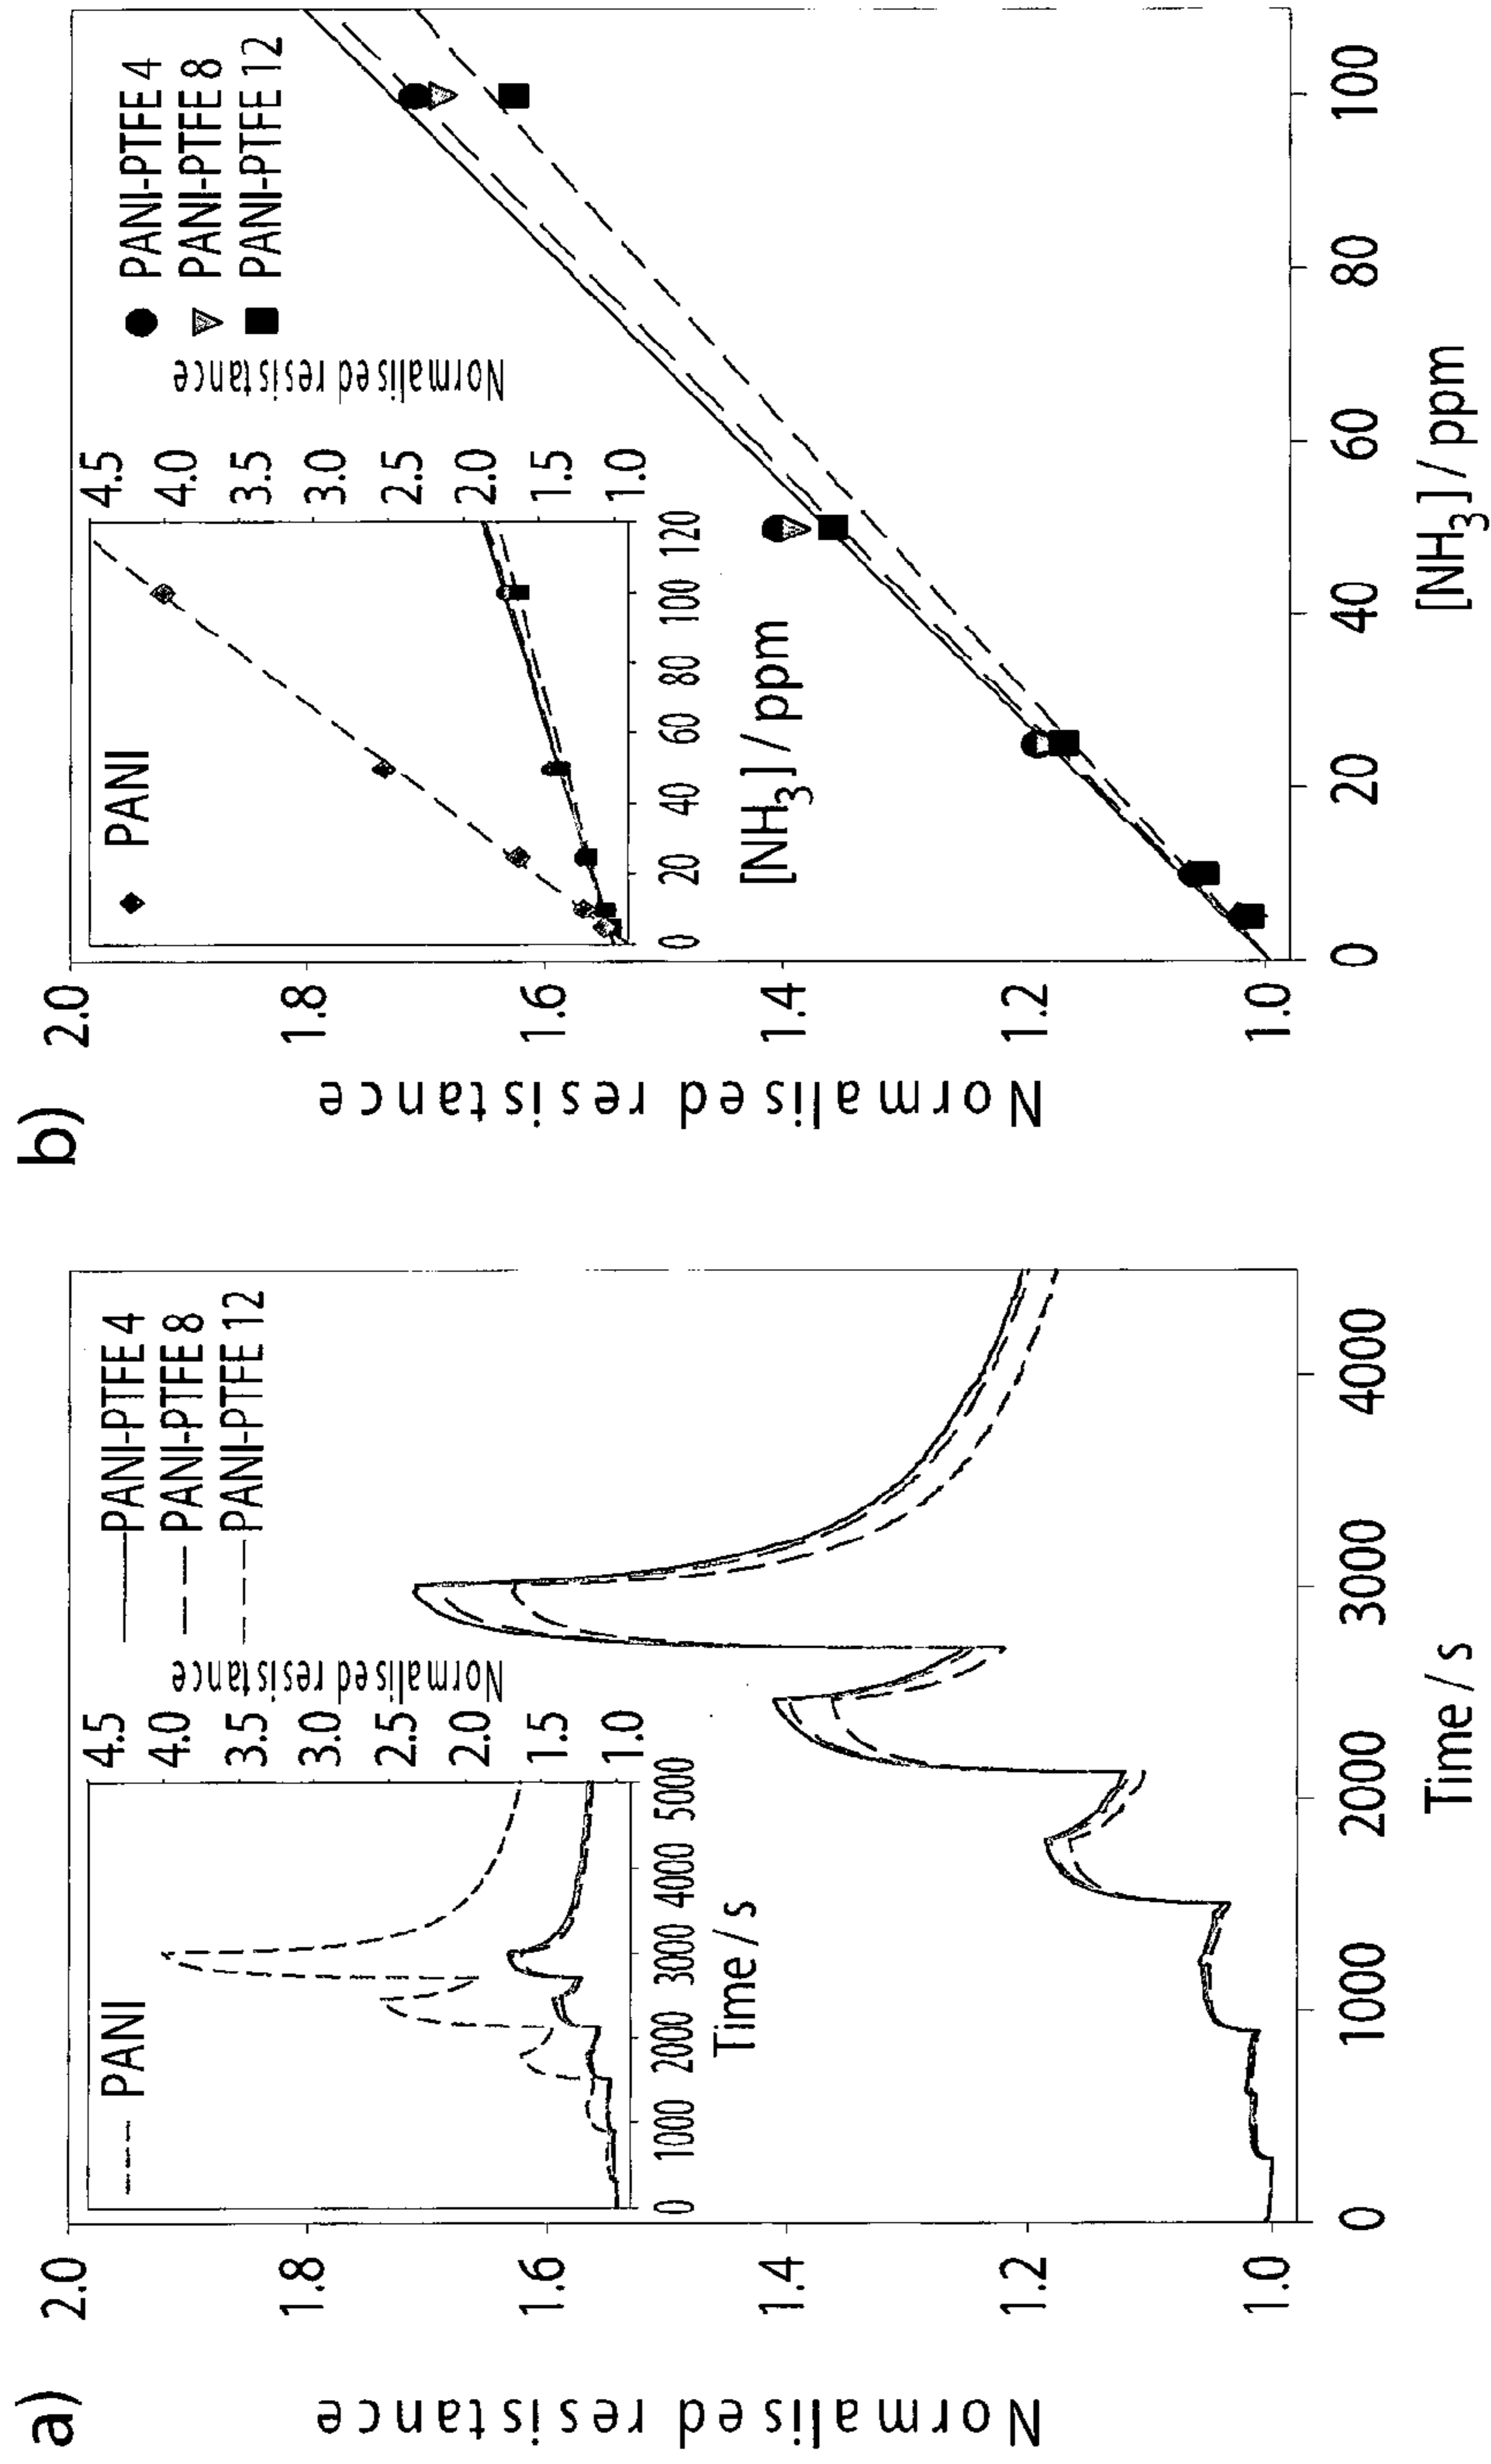 a)
Normalised resistance
2.0
1.8
1.6
1.4
1.2
1.0
0
1000
2000
3000
4000
Time / s
PANI-PTFE 4
PANI-PTFE 8
PANI-PTFE 12
PANI
4.5
4.0
3.5
3.0
2.5
2.0
1.5
1.0
Normalised resistance
0
1000
2000
3000
4000
5000
Time / s
b)
Normalised resistance
2.0
1.8
1.6
1.4
1.2
1.0
0
20
40
60
80
100
[NH3] / ppm
PANI-PTFE 4
PANI-PTFE 8
PANI-PTFE 12
PANI
4.5
4.0
3.5
3.0
2.5
2.0
1.5
1.0
Normalised resistance
0
20
40
60
80
100
120
[NH3] / ppm